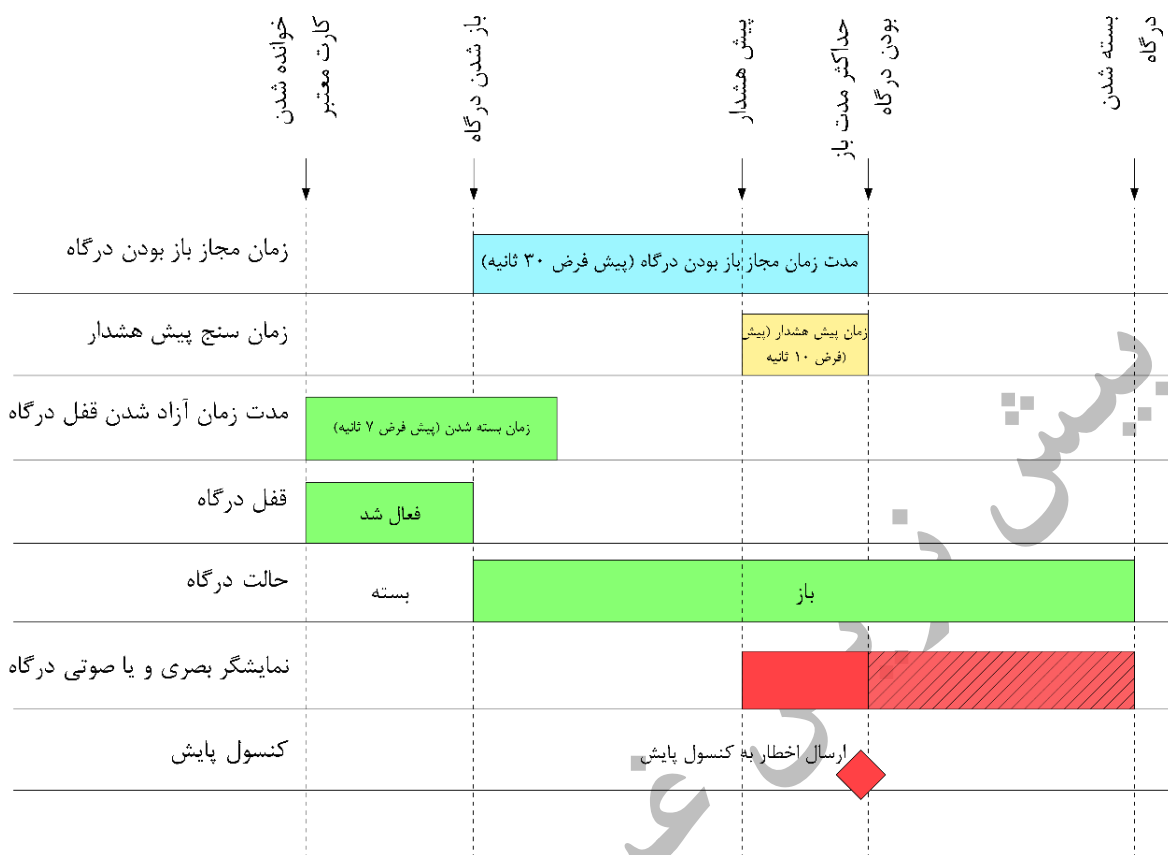 خوانده شدن
کارت معتبر
باز شدن درگاه
پیش هشدار
حداکثر مدت باز
بودن درگاه
بسته شدن
درگاه
زمان مجاز باز بودن درگاه
مدت زمان مجاز باز بودن درگاه (پیش فرض ۳۰ ثانیه)
زمان سنج پیش هشدار
زمان پیش هشدار (پیش
فرض ۱۰ ثانیه)
مدت زمان آزاد شدن قفل درگاه
زمان بسته شدن (پیش فرض ۷ ثانیه)
قفل درگاه
فعال شد
حالت درگاه
بسته
باز
نمایشگر بصری و یا صوتی درگاه
کنسول پایش
ارسال اخطار به کنسول پایش